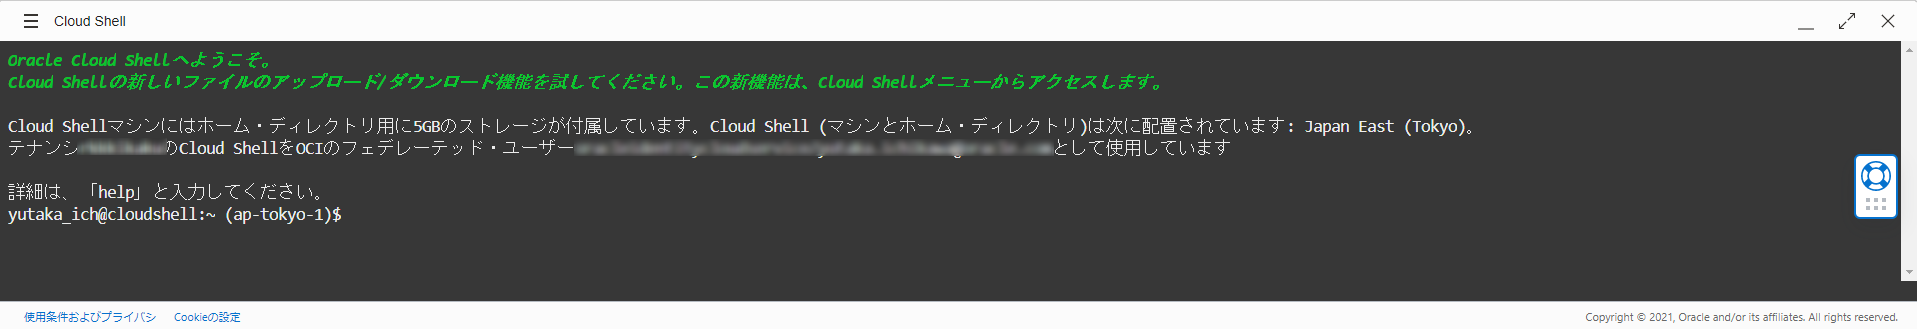 Cloud Shell
Oracle Cloud Shellへようこそ。
Cloud Shellの新しいファイルのアップロード/ダウンロード機能を試してください。この新機能は、Cloud Shellメニューからアクセスします。
Cloud Shellマシンにはホーム・ディレクトリ用に5GBのストレージが付属しています。Cloud Shell (マシンとホーム・ディレクトリ)は次に配置されています: Japan East (Tokyo)。
テナンシのCloud ShellをOCIのフェデレーテッド・ユーザーとして使用しています
詳細は、「help」と入力してください。
yutaka_ich@cloudshell:~ (ap-tokyo-1)$
使用条件およびプライバシ Cookieの設定
Copyright © 2021, Oracle and/or its affiliates. All rights reserved.